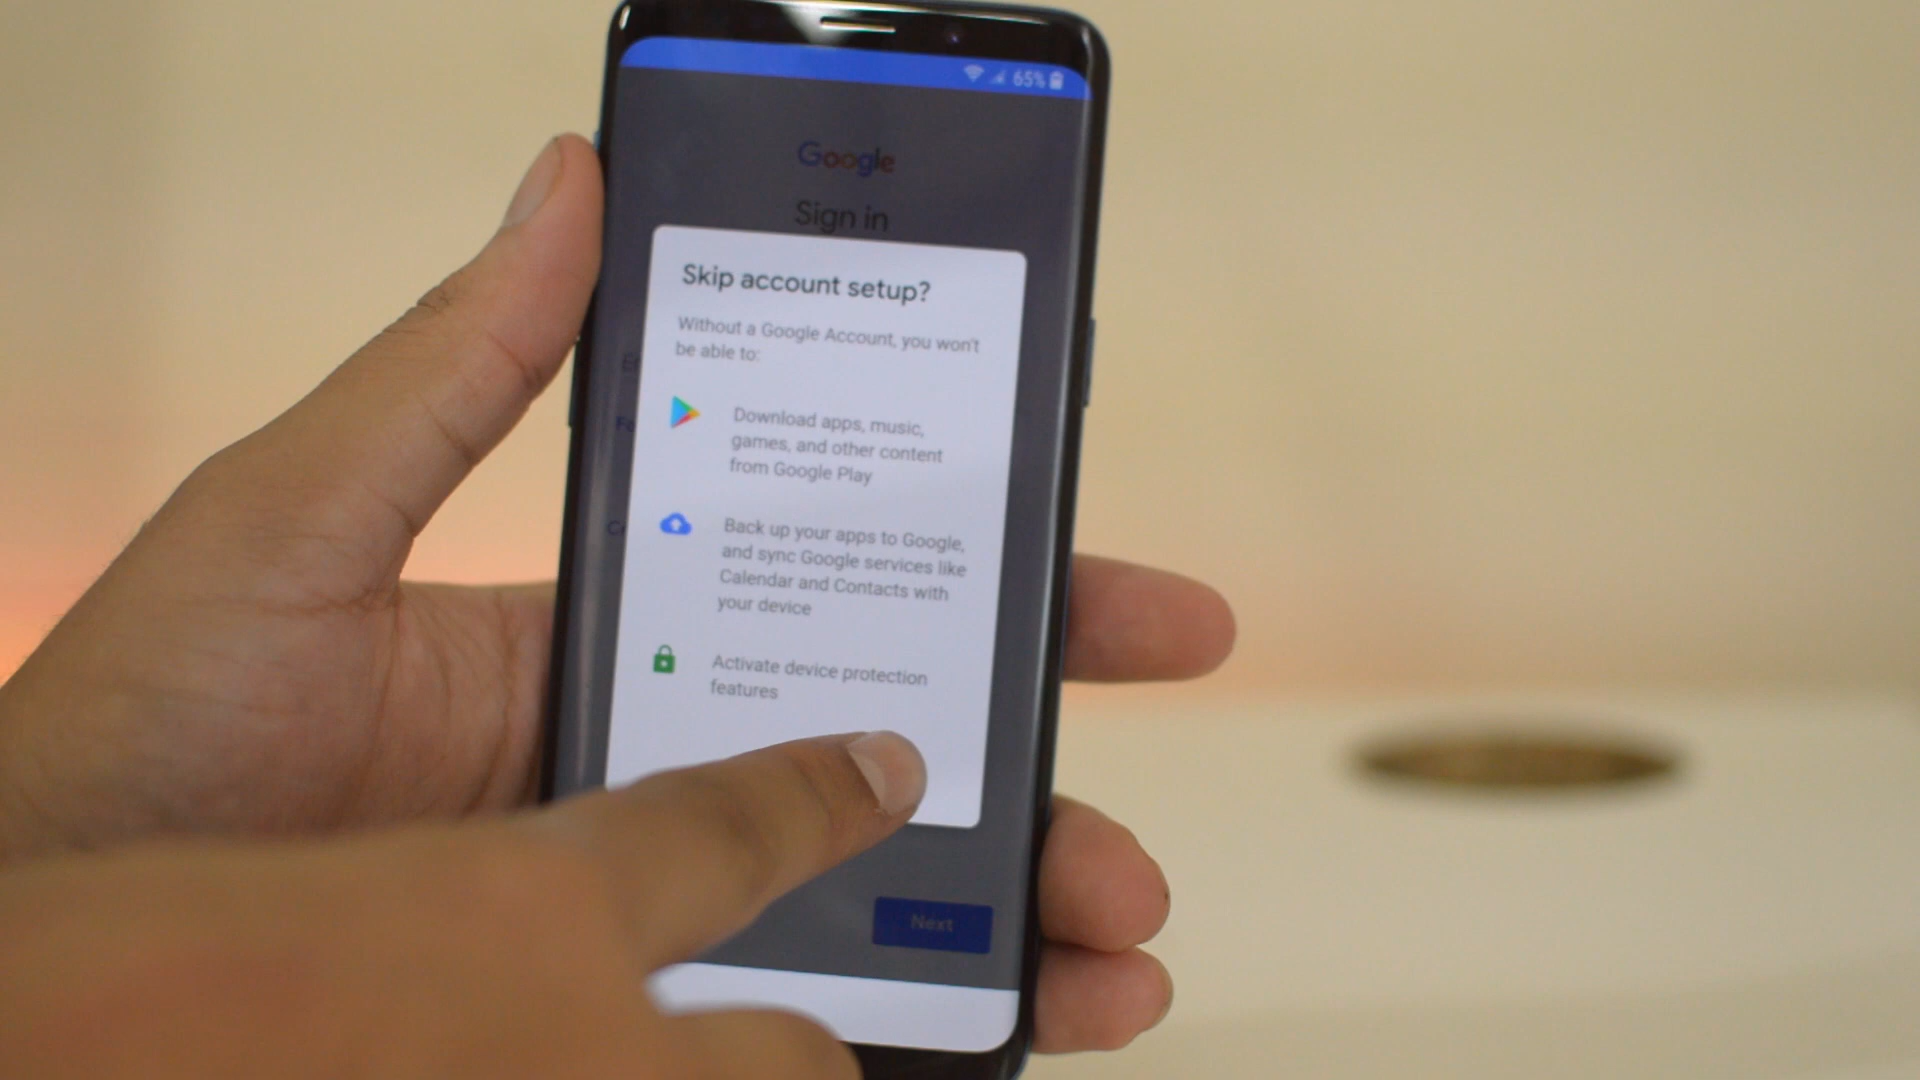 65%
Google
Sign in
Skip account setup?
Without a Google Account, you won't
be able to:
Download apps, music,
games, and other content
from Google Play
Back up your apps to Google,
and sync Google services like
Calendar and Contacts with
your device
Activate device protection
features
Next